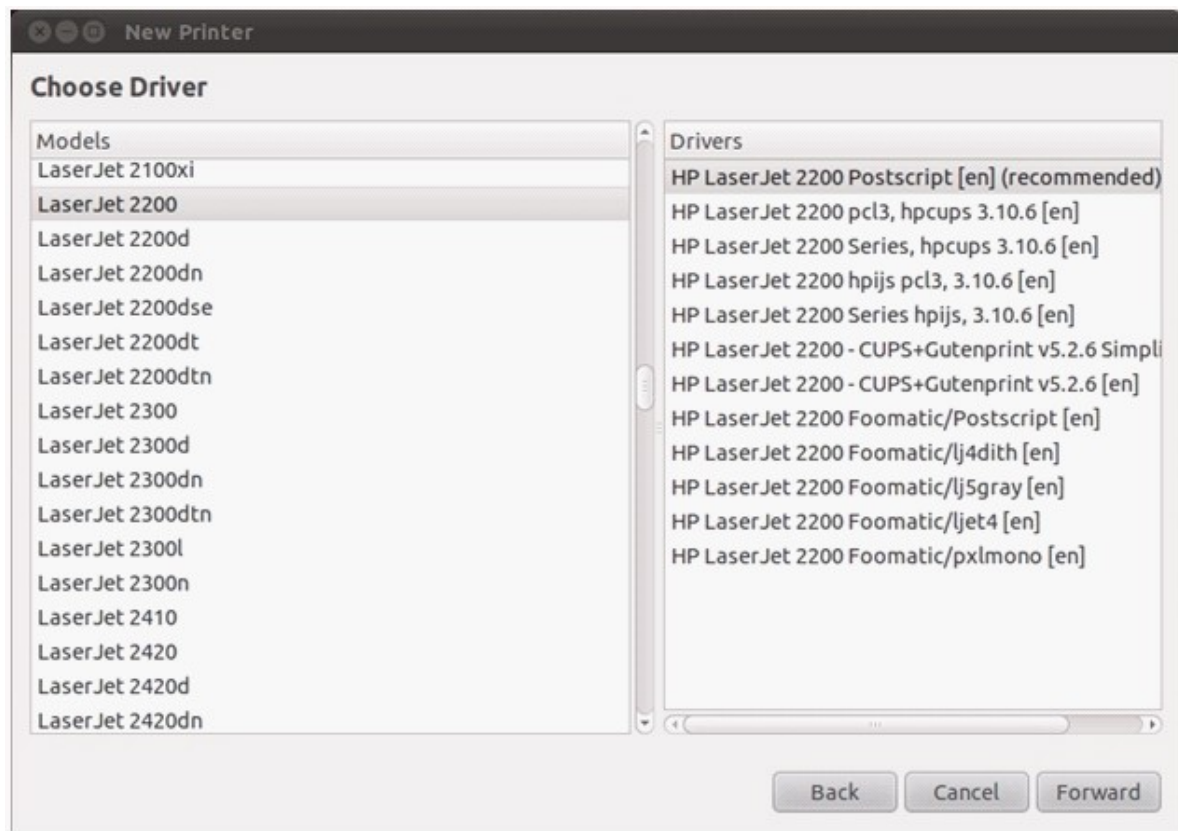 New Printer
Choose Driver
Models
LaserJet 2100xi
LaserJet 2200
LaserJet 2200d
LaserJet 2200dn
LaserJet 2200dse
LaserJet 2200dt
LaserJet 2200dtn
LaserJet 2300
LaserJet 2300d
LaserJet 2300dn
LaserJet 2300dtn
LaserJet 2300l
LaserJet 2300n
LaserJet 2410
LaserJet 2420
LaserJet 2420d
LaserJet 2420dn
Drivers
HP LaserJet 2200 Postscript [en] (recommended)
HP LaserJet 2200 pcl3, hpcups 3.10.6 [en]
HP LaserJet 2200 Series, hpcups 3.10.6 [en]
HP LaserJet 2200 hpijs pcl3, 3.10.6 [en]
HP LaserJet 2200 Series hpijs, 3.10.6 [en]
HP LaserJet 2200 - CUPS+Gutenprint v5.2.6 Simpli
HP LaserJet 2200 - CUPS+Gutenprint v5.2.6 [en]
HP LaserJet 2200 Foomatic/Postscript [en]
HP LaserJet 2200 Foomatic/lj4dith [en]
HP LaserJet 2200 Foomatic/lj5gray [en]
HP LaserJet 2200 Foomatic/ljet4 [en]
HP LaserJet 2200 Foomatic/pxlmono [en]
Back
Cancel
Forward